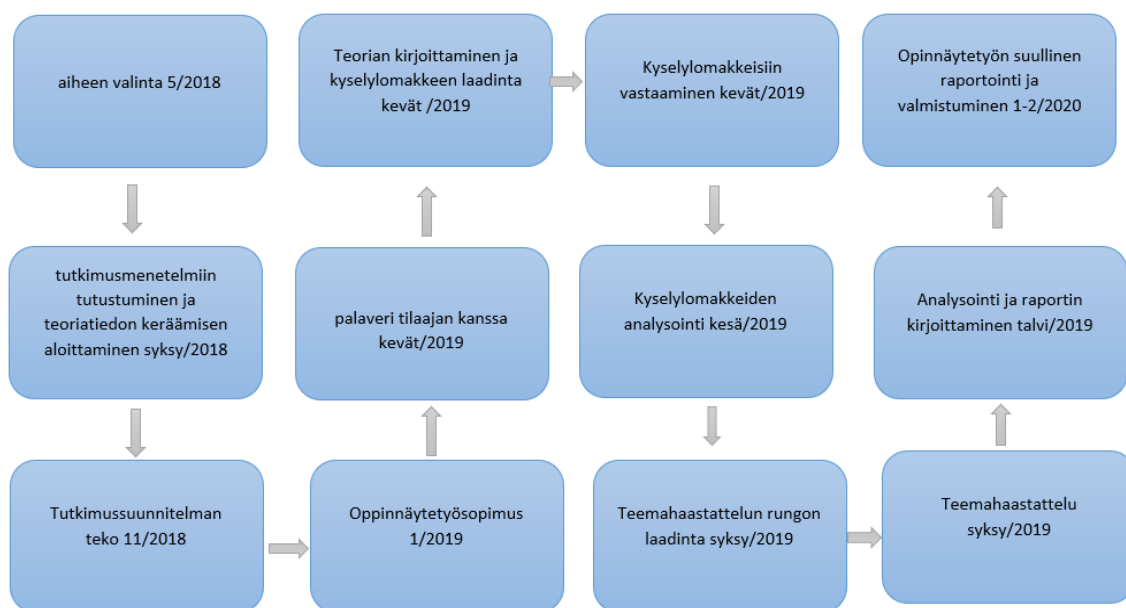 aiheen valinta 5/2018
tutkimusmenetelmiin
tutustuminen ja
teoriatiedon keräämisen
aloittaminen syksy/2018
Tutkimussuunnitelman
teko 11/2018
Oppinnäytetyösopimus
1/2019
palaveri tilaajan kanssa
kevät/2019
Teorian kirjoittaminen ja
kyselylomakkeen laadinta
kevät /2019
Kyselylomakkeisiin
vastaaminen kevät/2019
Kyselylomakkeiden
analysointi kesä/2019
Teemahaastattelun rungon
laadinta syksy/2019
Teemahaastattelu
syksy/2019
Analysointi ja raportin
kirjoittaminen talvi/2019
Opinnäytetyön suullinen
raportointi ja
valmistuminen 1-2/2020